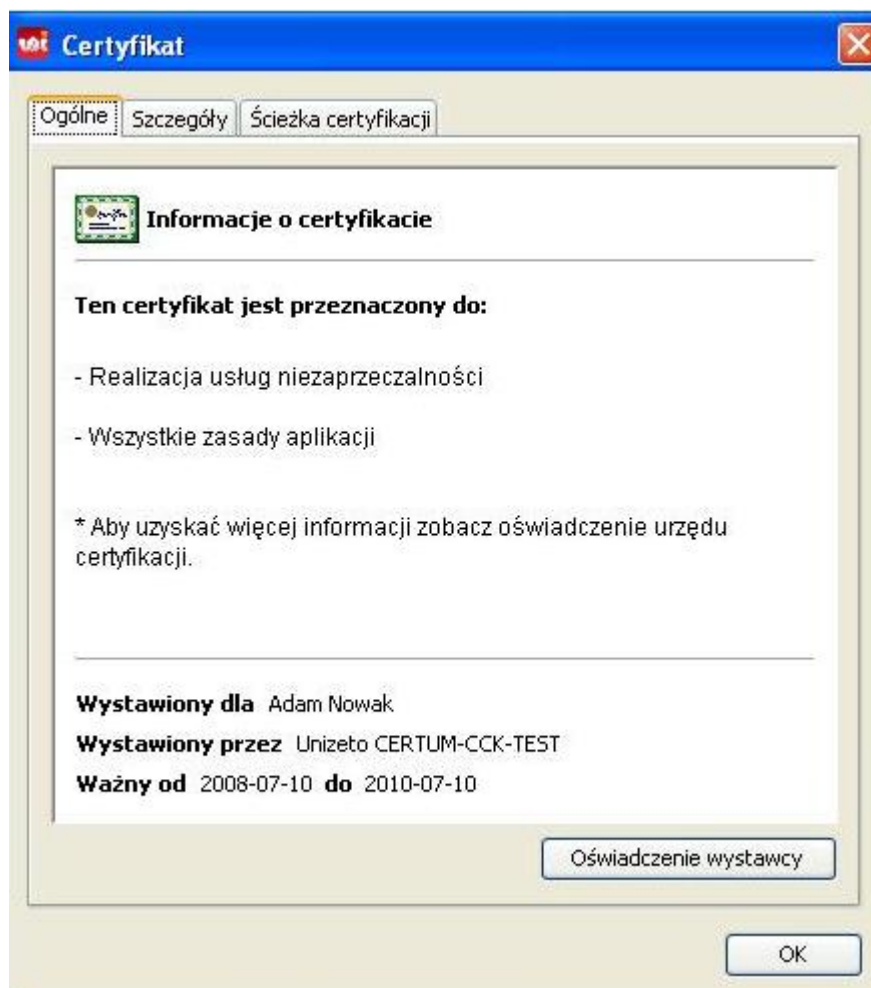 Certyfikat
Ogólne Szczegóły Ścieżka certyfikacji
Informacje o certyfikacie
Ten certyfikat jest przeznaczony do:
- Realizacja usług niezaprzeczalności
- Wszystkie zasady aplikacji
* Aby uzyskać więcej informacji zobacz oświadczenie urzędu
certyfikacji.
Wystawiony dla Adam Nowak
Wystawiony przez Unizeto CERTUM-CCK-TEST
Ważny od 2008-07-10 do 2010-07-10
Oświadczenie wystawcy
OK